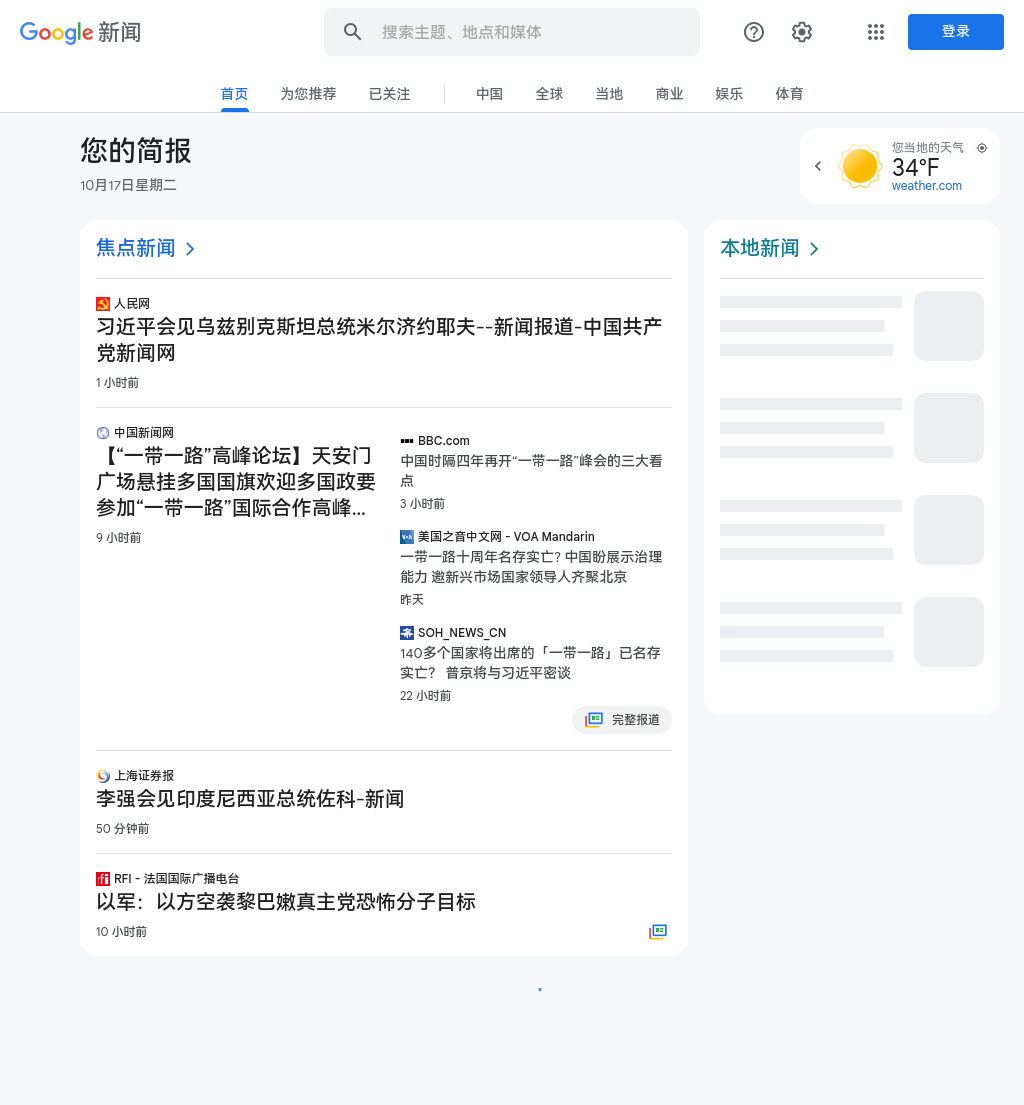 Google 新闻
搜索主题、地点和媒体
登录
首页
为您推荐
已关注
中国
全球
当地
商业
娱乐
体育
您的简报
10月17日星期二
您当地的天气
34°F
weather.com
焦点新闻
人民网
习近平会见乌兹别克斯坦总统米尔济约耶夫--新闻报道-中国共产
党新闻网
1 小时前
中国新闻网
【“一带一路”高峰论坛】天安门
广场悬挂多国国旗欢迎多国政要
参加“一带一路”国际合作高峰...
9 小时前
BBC.com
中国时隔四年再开“一带一路”峰会的三大看
点
3 小时前
美国之音中文网 - VOA Mandarin
一带一路十周年名存实亡? 中国盼展示治理
能力 邀新兴市场国家领导人齐聚北京
昨天
SOH_NEWS_CN
140多个国家将出席的「一带一路」已名存
实亡？ 普京将与习近平密谈
22 小时前
完整报道
上海证券报
李强会见印度尼西亚总统佐科-新闻
50 分钟前
RFI - 法国国际广播电台
以军：以方空袭黎巴嫩真主党恐怖分子目标
10 小时前
本地新闻